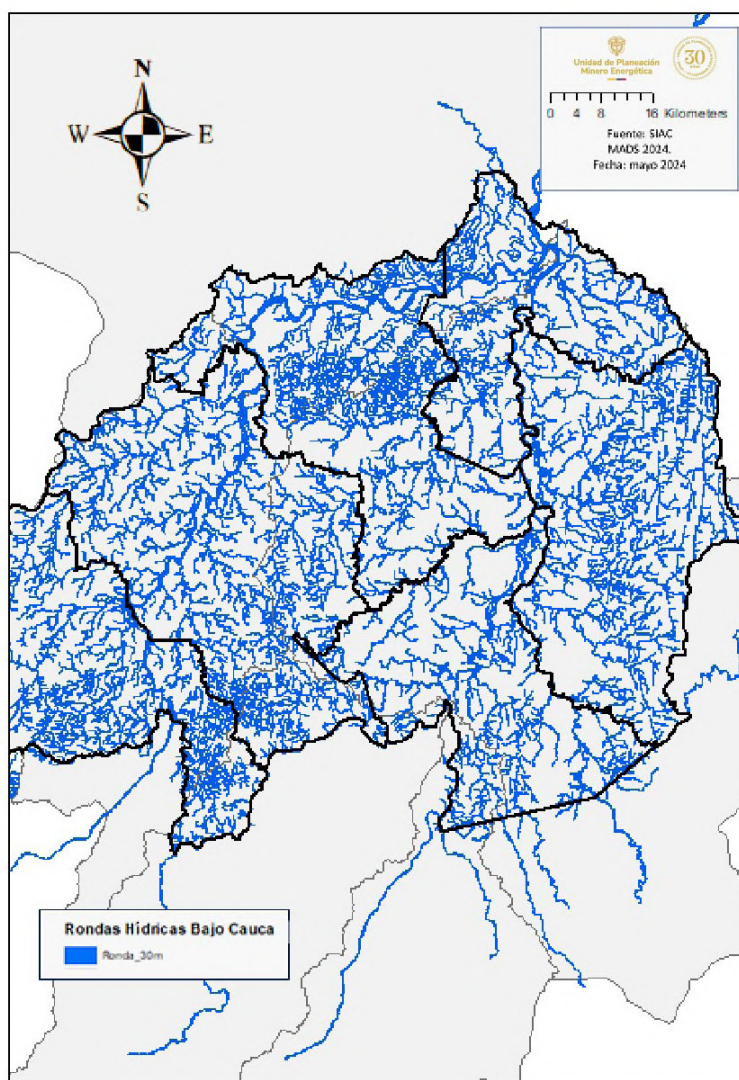 Unidad de Planeación
Minero Energética
30
0 4 8 16 Kilometers
Fuente: SIAC
MADS 2024.
Fecha: mayo 2024
N
W E
S
Rondas Hídricas Bajo Cauca
Ronda_30m